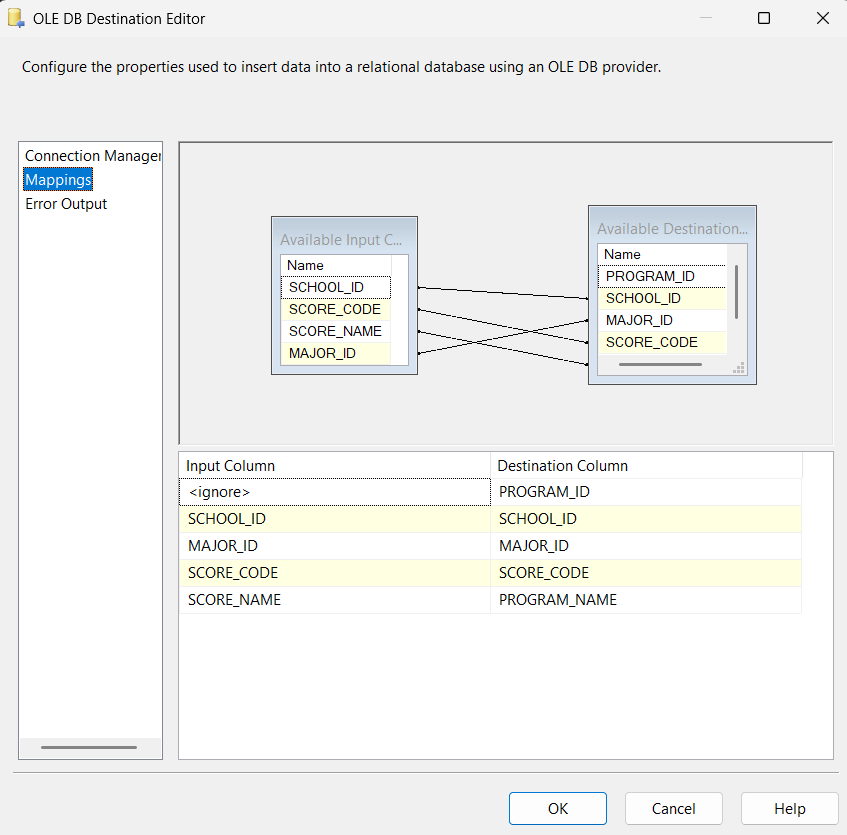 OLE DB Destination Editor
Configure the properties used to insert data into a relational database using an OLE DB provider.
Connection Manager
Mappings
Error Output
Available Input C...
Name
SCHOOL_ID
SCORE_CODE
SCORE_NAME
MAJOR_ID
Available Destination...
Name
PROGRAM_ID
SCHOOL_ID
MAJOR_ID
SCORE_CODE
Input Column Destination Column
<ignore> PROGRAM_ID
SCHOOL_ID SCHOOL_ID
MAJOR_ID MAJOR_ID
SCORE_CODE SCORE_CODE
SCORE_NAME PROGRAM_NAME
OK Cancel Help